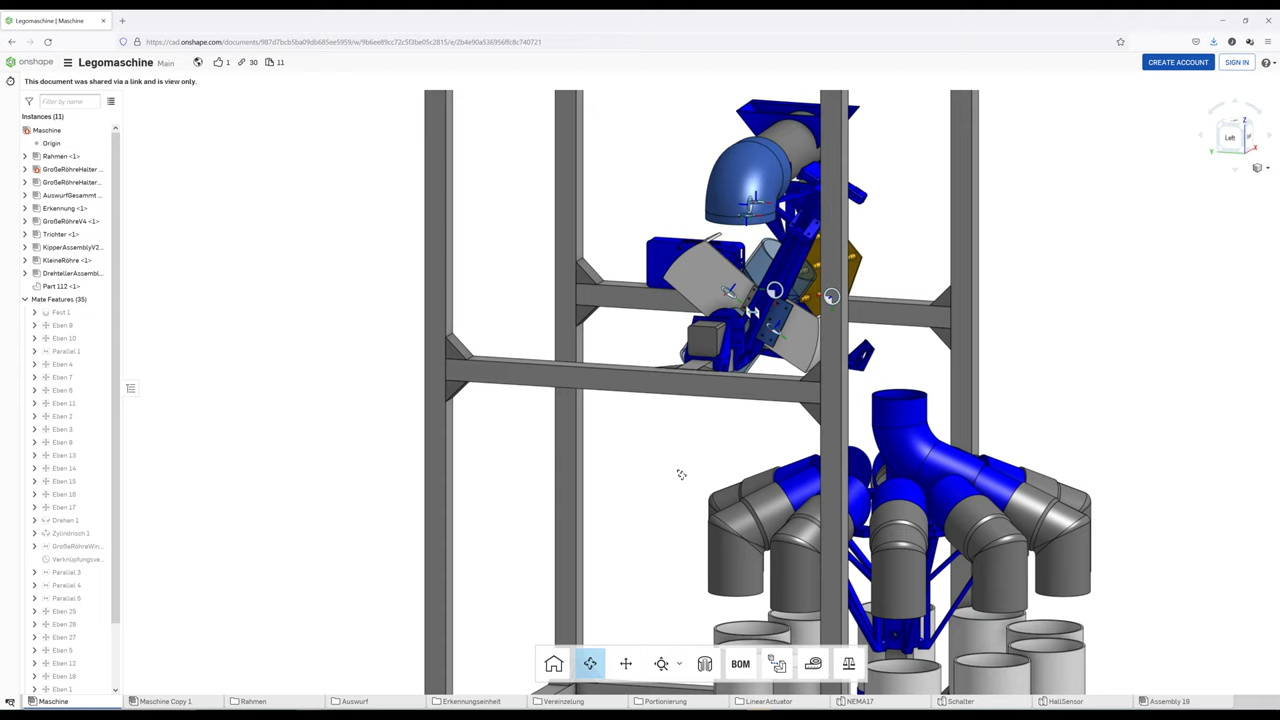 Legomaschine | Maschine
https://cad.onshape.com/documents/987d7bcb5ba09db685ee5959/w/9b6ee89cc72c5f3be05c2815/e/2b4e90a536956ffc8c740721
onshape
Legomaschine Main
1
30
11
CREATE ACCOUNT
SIGN IN
This document was shared via a link and is view only.
Filter by name
Instances (11)
Maschine
Origin
Rahmen <1>
GroßeRöhreHalter ...
GroßeRöhreHalter...
AuswurfGesammt ...
Erkennung <1>
GroßeRöhreV4 <1>
Trichter <1>
KipperAssemblyV2...
KleineRöhre <1>
DrehtellerAssembl...
Part 112 <1>
Mate Features (35)
Fest 1
Eben 9
Eben 10
Parallel 1
Eben 4
Eben 7
Eben 6
Eben 11
Eben 2
Eben 3
Eben 8
Eben 13
Eben 14
Eben 15
Eben 16
Eben 17
Drehen 1
Zylindrisch 1
GroßeRöhreWin...
Verknüpfungsve...
Parallel 3
Parallel 4
Parallel 5
Eben 25
Eben 26
Eben 27
Eben 5
Eben 12
Eben 18
Eben 1
Z
Left
Y
X
BOM
Maschine
Maschine Copy 1
Rahmen
Auswurf
Erkennungseinheit
Vereinzelung
Portionierung
LinearActuator
NEMA17
Schalter
HallSensor
Assembly 19